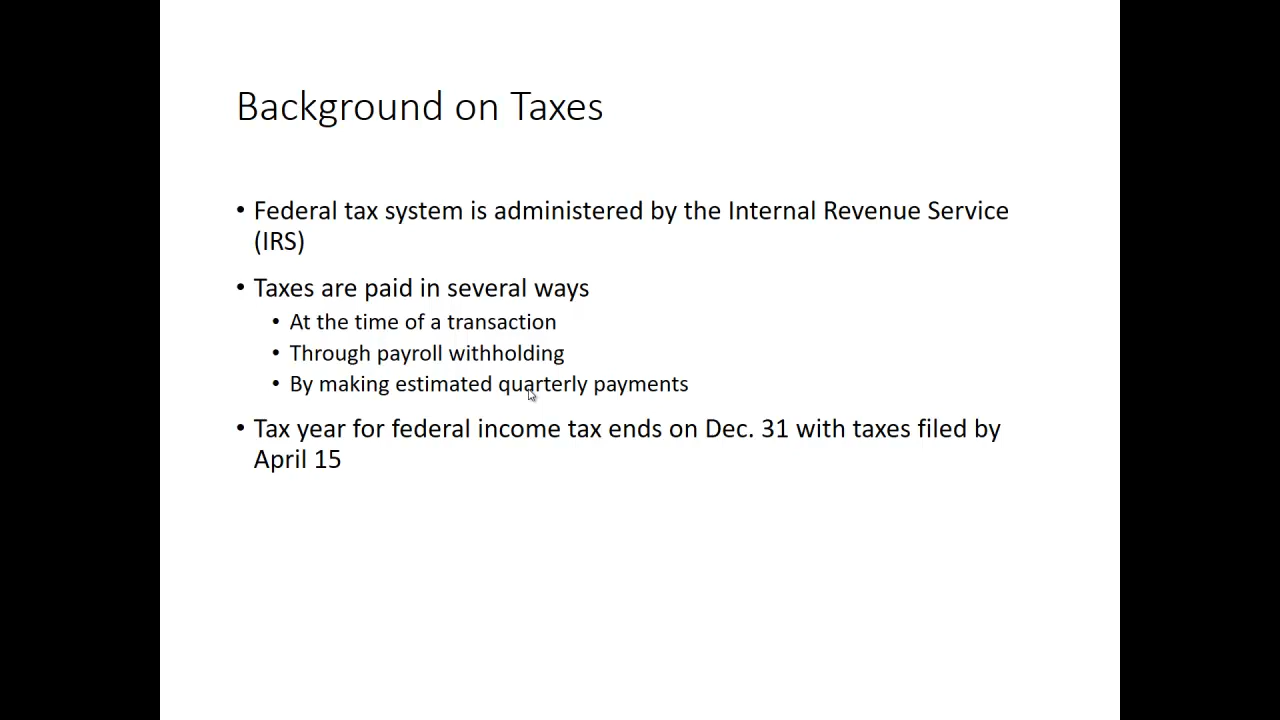 Background on Taxes
• Federal tax system is administered by the Internal Revenue Service
(IRS)
• Taxes are paid in several ways
• At the time of a transaction
• Through payroll withholding
• By making estimated quarterly payments
• Tax year for federal income tax ends on Dec. 31 with taxes filed by
April 15